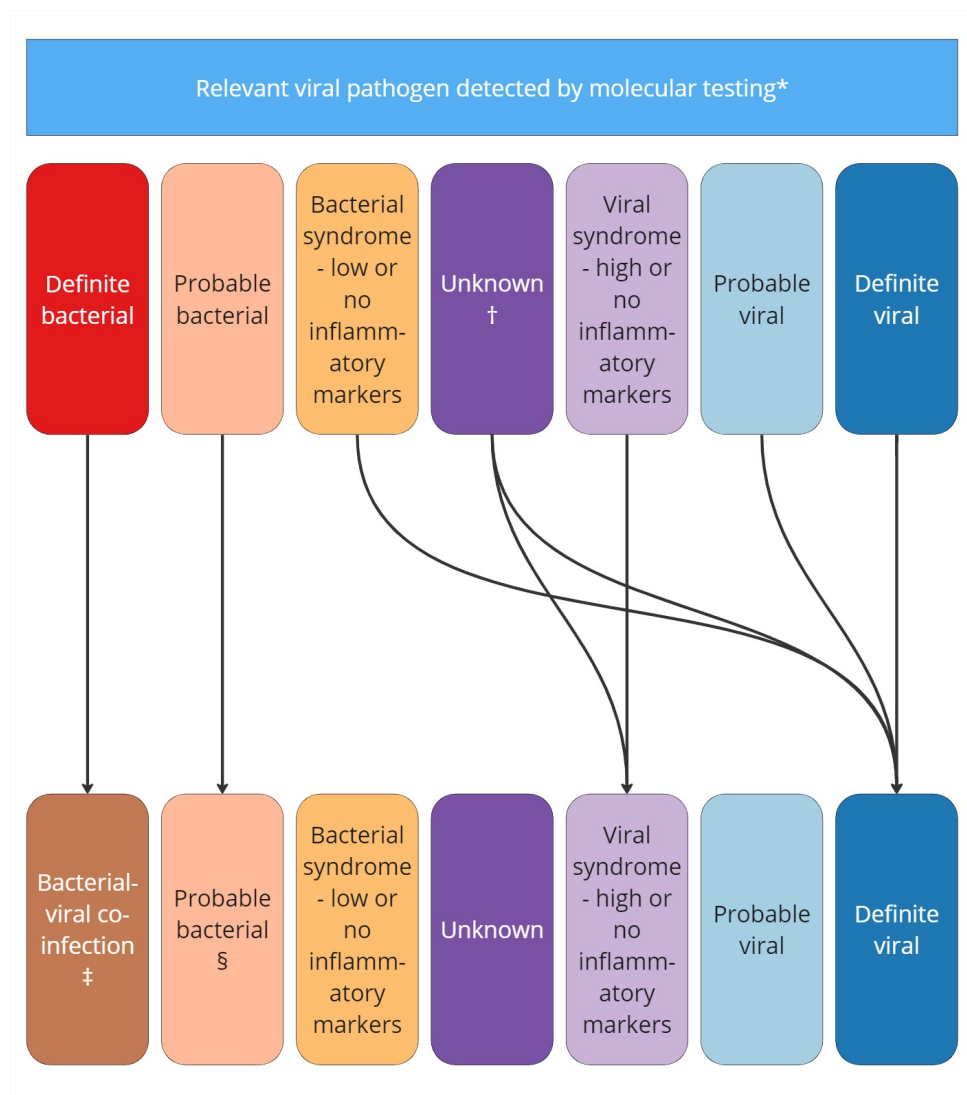 Relevant viral pathogen detected by molecular testing*
Definite
bacterial
Probable
bacterial
Bacterial
syndrome
- low or
no
inflamm-
atory
markers
Unknown
†
Viral
syndrome
- high or
no
inflamm-
atory
markers
Probable
viral
Definite
viral
Bacterial-
viral co-
infection
‡
Probable
bacterial
§
Bacterial
syndrome
- low or
no
inflamm-
atory
markers
Unknown
Viral
syndrome
- high or
no
inflamm-
atory
markers
Probable
viral
Definite
viral